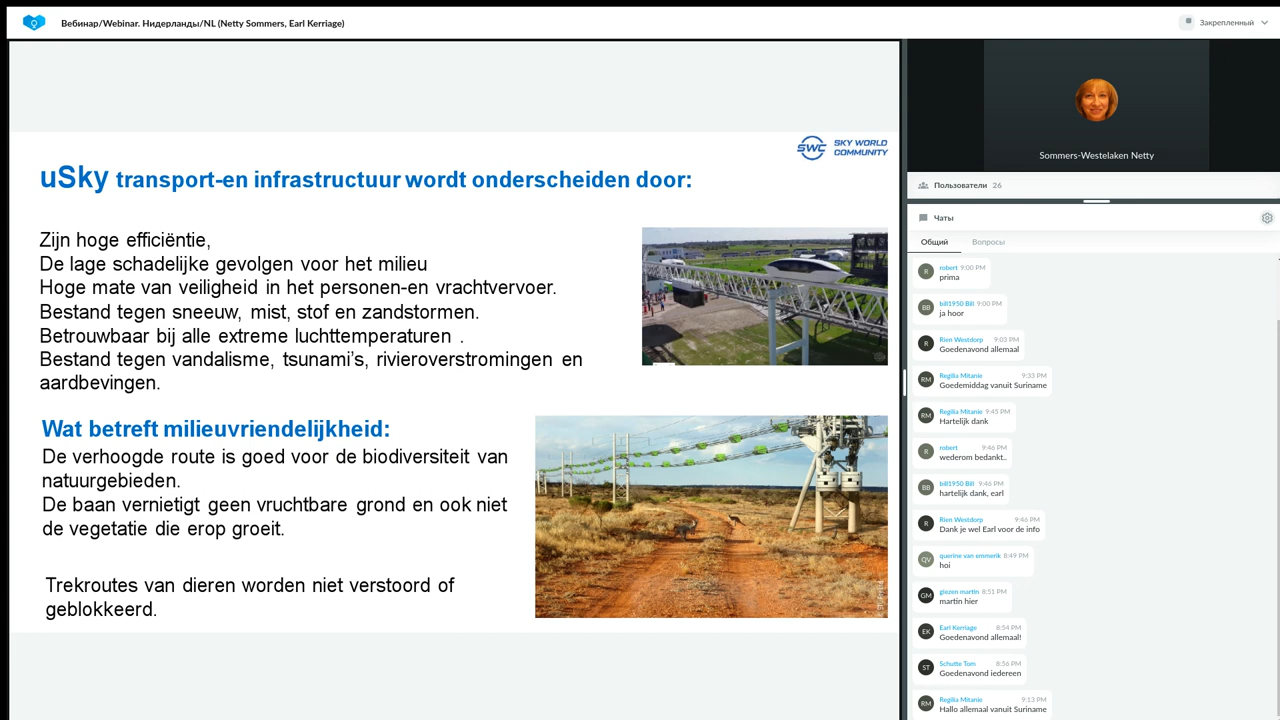 Вебинар/Webinar. Нидерланды/NL (Netty Sommers, Earl Kerriage)
Закрепленный
SWC SKY WORLD
COMMUNITY
uSky transport-en infrastructuur wordt onderscheiden door:
Zijn hoge efficiëntie,
De lage schadelijke gevolgen voor het milieu
Hoge mate van veiligheid in het personen-en vrachtvervoer.
Bestand tegen sneeuw, mist, stof en zandstormen.
Betrouwbaar bij alle extreme luchttemperaturen .
Bestand tegen vandalisme, tsunami's, rivieroverstromingen en
aardbevingen.
Wat betreft milieuvriendelijkheid:
De verhoogde route is goed voor de biodiversiteit van
natuurgebieden.
De baan vernietigt geen vruchtbare grond en ook niet
de vegetatie die erop groeit.
Trekroutes van dieren worden niet verstoord of
geblokkeerd.
Sommers-Westelaken Netty
Пользователи 26
Чаты
Общий Вопросы
R robert 9:00 PM
prima
BB bill1950 Bill 9:00 PM
ja hoor
R Rien Westdorp 9:03 PM
Goedenavond allemaal
RM Regilia Mitanie 9:33 PM
Goedemiddag vanuit Suriname
RM Regilia Mitanie 9:45 PM
Hartelijk dank
R robert 9:46 PM
wederom bedankt..
BB bill1950 Bill 9:46 PM
hartelijk dank, earl
R Rien Westdorp 9:46 PM
Dank je wel Earl voor de info
QV querine van emmerik 8:49 PM
hoi
GM giezen martin 8:51 PM
martin hier
EK Earl Kerriage 8:54 PM
Goedenavond allemaal!
ST Schutte Tom 8:56 PM
Goedenavond iedereen
RM Regilia Mitanie 9:13 PM
Hallo allemaal vanuit Suriname